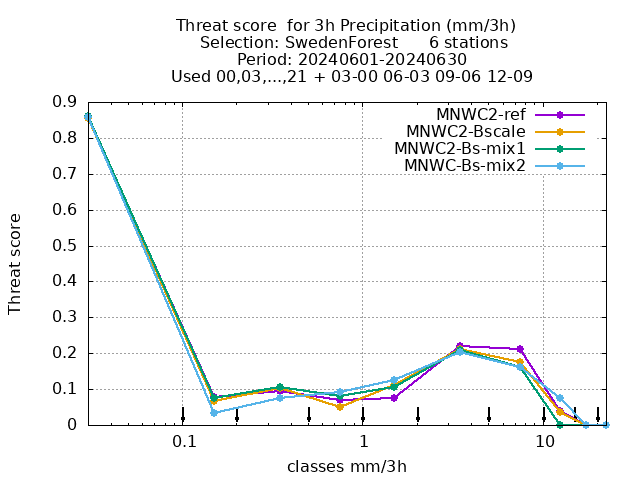 Threat score  for 3h Precipitation (mm/3h)
Selection: SwedenForest      6 stations
Period: 20240601-20240630
Used 00,03,...,21 + 03-00 06-03 09-06 12-09
MNWC2-ref
MNWC2-Bscale
MNWC2-Bs-mix1
MNWC-Bs-mix2
0.9
0.8
0.7
0.6
0.5
0.4
0.3
0.2
0.1
0
Threat score
0.1 1 10
classes mm/3h